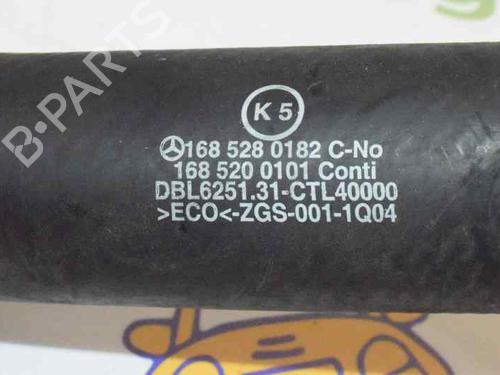 K 5
168 528 0182 C-No
168 520 0101 Conti
DBL6251.31-CTL40000
>ECO<-ZGS-001-1Q04
B-PARTS